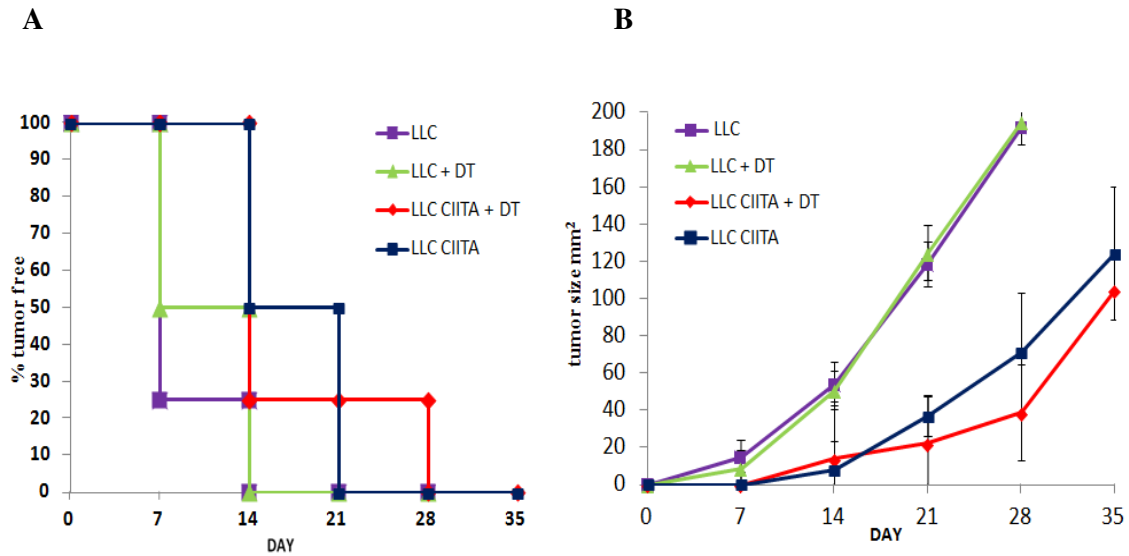 A
B
% tumor free
100
90
80
70
60
50
40
30
20
10
0
0 7 14 21 28 35
DAY
LLC
LLC + DT
LLC CIITA + DT
LLC CIITA
tumor size mm²
200
180
160
140
120
100
80
60
40
20
0
0 7 14 21 28 35
DAY
LLC
LLC + DT
LLC CIITA + DT
LLC CIITA